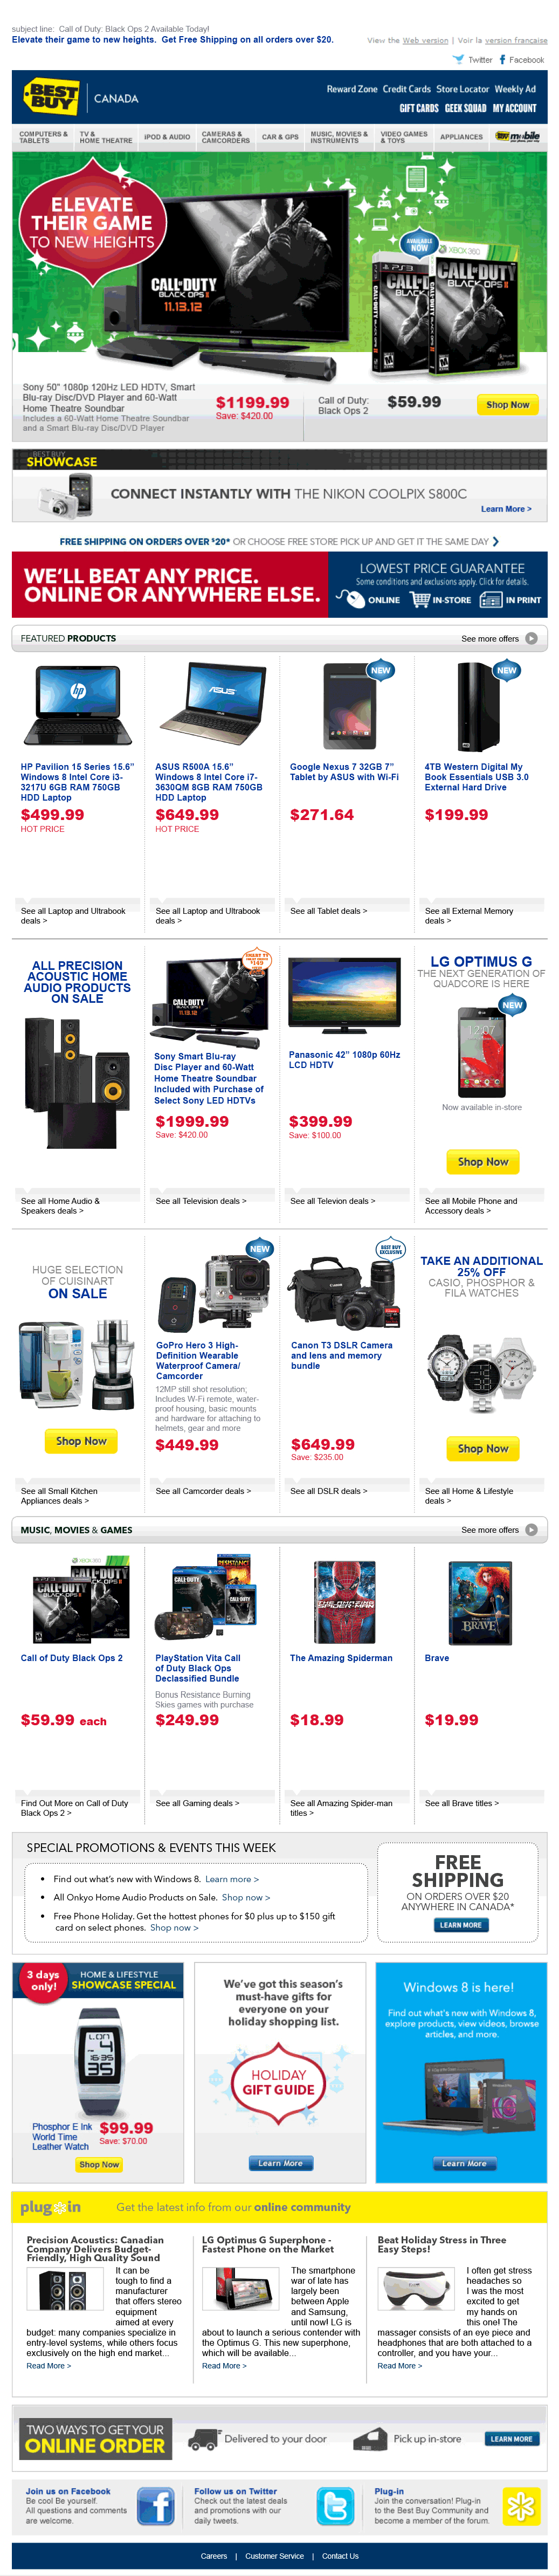 subject line: Call of Duty: Black Ops 2 Available Today!
Elevate their game to new heights. Get Free Shipping on all orders over $20.
View the Web version | Voir la version française
Twitter Facebook
BEST BUY CANADA
Reward Zone Credit Cards Store Locator Weekly Ad
GIFT CARDS GEEK SQUAD MY ACCOUNT
COMPUTERS & TABLETS
TV & HOME THEATRE
iPOD & AUDIO
CAMERAS & CAMCORDERS
CAR & GPS
MUSIC, MOVIES & INSTRUMENTS
VIDEO GAMES & TOYS
APPLIANCES
BEST BUY mobile
ELEVATE
THEIR GAME
TO NEW HEIGHTS
CALL OF DUTY
BLACK OPS II
11.13.12
SONY
AVAILABLE NOW
PS3
XBOX 360
CALL OF DUTY
BLACK OPS II
CALL OF DUTY
BLACK OPS II
Sony 50" 1080p 120Hz LED HDTV, Smart
Blu-ray Disc/DVD Player and 60-Watt
Home Theatre Soundbar
Includes a 60-Watt Home Theatre Soundbar
and a Smart Blu-ray Disc/DVD Player
$1199.99
Save: $420.00
Call of Duty:
Black Ops 2
$59.99
Shop Now
BEST BUY
SHOWCASE
CONNECT INSTANTLY WITH THE NIKON COOLPIX S800C
Learn More >
FREE SHIPPING ON ORDERS OVER $20* OR CHOOSE FREE STORE PICK UP AND GET IT THE SAME DAY
WE'LL BEAT ANY PRICE.
ONLINE OR ANYWHERE ELSE.
LOWEST PRICE GUARANTEE
Some conditions and exclusions apply. Click for details.
ONLINE IN-STORE IN PRINT
FEATURED PRODUCTS
See more offers
HP Pavilion 15 Series 15.6"
Windows 8 Intel Core i3-
3217U 6GB RAM 750GB
HDD Laptop
$499.99
HOT PRICE
See all Laptop and Ultrabook
deals >
ASUS
ASUS R500A 15.6"
Windows 8 Intel Core i7-
3630QM 8GB RAM 750GB
HDD Laptop
$649.99
HOT PRICE
See all Laptop and Ultrabook
deals >
NEW
Google Nexus 7 32GB 7"
Tablet by ASUS with Wi-Fi
$271.64
See all Tablet deals >
NEW
4TB Western Digital My
Book Essentials USB 3.0
External Hard Drive
$199.99
See all External Memory
deals >
ALL PRECISION
ACOUSTIC HOME
AUDIO PRODUCTS
ON SALE
See all Home Audio &
Speakers deals >
CALL OF DUTY
11.13.12
Sony Smart Blu-ray
Disc Player and 60-Watt
Home Theatre Soundbar
Included with Purchase of
Select Sony LED HDTVs
$1999.99
Save: $420.00
See all Television deals >
Panasonic 42" 1080p 60Hz
LCD HDTV
$399.99
Save: $100.00
See all Televion deals >
LG OPTIMUS G
THE NEXT GENERATION OF
QUADCORE IS HERE
NEW
12:07
Now available in-store
Shop Now
See all Mobile Phone and
Accessory deals >
HUGE SELECTION
OF CUISINART
ON SALE
Shop Now
See all Small Kitchen
Appliances deals >
NEW
GoPro Hero 3 High-
Definition Wearable
Waterproof Camera/
Camcorder
12MP still shot resolution;
Includes W-Fi remote, water-
proof housing, basic mounts
and hardware for attaching to
helmets, gear and more
$449.99
See all Camcorder deals >
BEST BUY EXCLUSIVE
Canon T3 DSLR Camera
and lens and memory
bundle
$649.99
Save: $235.00
See all DSLR deals >
TAKE AN ADDITIONAL
25% OFF
CASIO, PHOSPHOR &
FILA WATCHES
Shop Now
See all Home & Lifestyle
deals >
MUSIC, MOVIES & GAMES
See more offers
XBOX 360
Call of Duty Black Ops 2
$59.99 each
Find Out More on Call of Duty
Black Ops 2 >
RESISTANCE
PlayStation Vita Call
of Duty Black Ops
Declassified Bundle
Bonus Resistance Burning
Skies games with purchase
$249.99
See all Gaming deals >
THE AMAZING
SPIDER-MAN
The Amazing Spiderman
$18.99
See all Amazing Spider-man
titles >
BRAVE
Brave
$19.99
See all Brave titles >
SPECIAL PROMOTIONS & EVENTS THIS WEEK
• Find out what's new with Windows 8. Learn more >
• All Onkyo Home Audio Products on Sale. Shop now >
• Free Phone Holiday. Get the hottest phones for $0 plus up to $150 gift
card on select phones. Shop now >
FREE
SHIPPING
ON ORDERS OVER $20
ANYWHERE IN CANADA*
LEARN MORE
3 days
only!
HOME & LIFESTYLE
SHOWCASE SPECIAL
Phosphor E Ink
World Time
Leather Watch
$99.99
Save: $70.00
Shop Now
We've got this season's
must-have gifts for
everyone on your
holiday shopping list.
HOLIDAY
GIFT GUIDE
Learn More
Windows 8 is here!
Find out what's new with Windows 8,
explore products, view videos, browse
articles, and more.
Learn More
plug in
Get the latest info from our online community
Precision Acoustics: Canadian
Company Delivers Budget-
Friendly, High Quality Sound
It can be
tough to find a
manufacturer
that offers stereo
equipment
aimed at every
budget: many companies specialize in
entry-level systems, while others focus
exclusively on the high end market...
Read More >
LG Optimus G Superphone -
Fastest Phone on the Market
The smartphone
war of late has
largely been
between Apple
and Samsung,
until now! LG is
about to launch a serious contender with
the Optimus G. This new superphone,
which will be available...
Read More >
Beat Holiday Stress in Three
Easy Steps!
I often get stress
headaches so
I was the most
excited to get
my hands on
this one! The
massager consists of an eye piece and
headphones that are both attached to a
controller, and you have your...
Read More >
TWO WAYS TO GET YOUR
ONLINE ORDER
Delivered to your door
Pick up in-store
LEARN MORE
Join us on Facebook
Be cool Be yourself.
All questions and comments
are welcome.
Follow us on Twitter
Check out the latest deals
and promotions with our
daily tweets.
Plug-in
Join the conversation! Plug-in
to the Best Buy Community and
become a member of the forum.
Careers | Customer Service | Contact Us